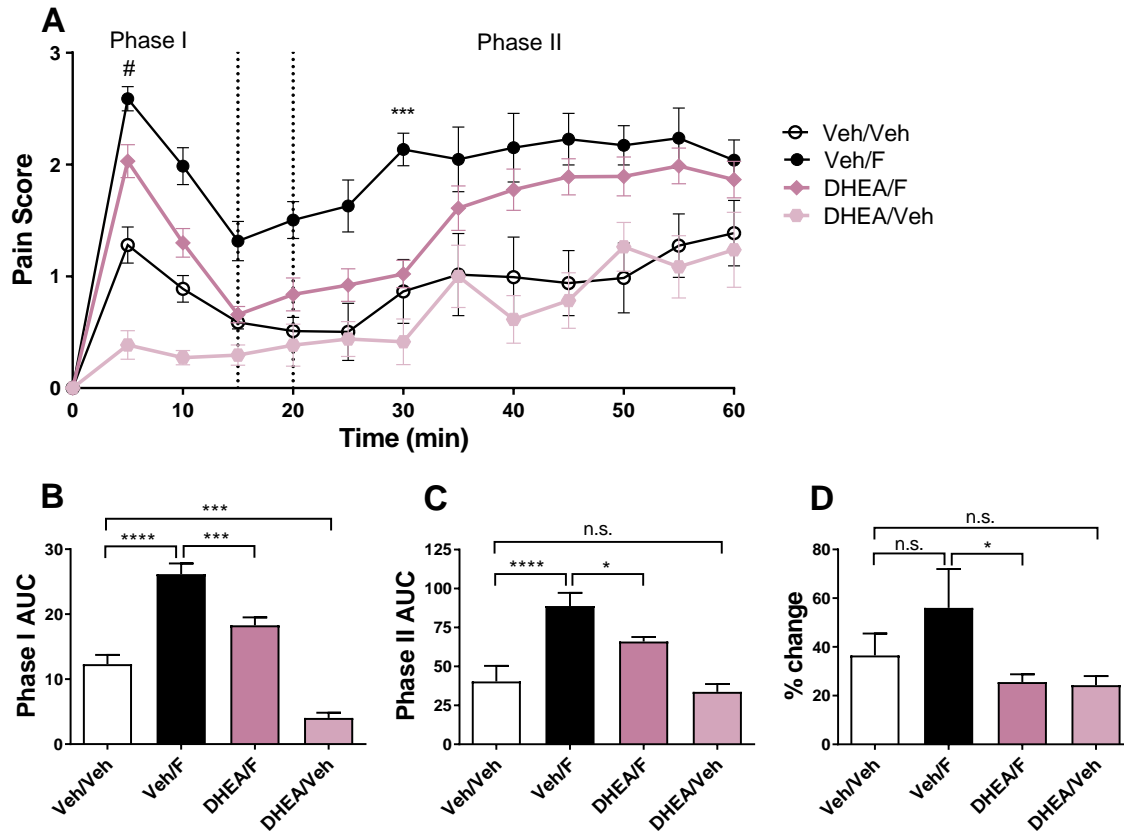 A
Phase I
Phase II
Pain Score
3
2
1
0
#
***
0
10
20
30
40
50
60
Time (min)
Veh/Veh
Veh/F
DHEA/F
DHEA/Veh
B
***
****
***
Phase I AUC
30
20
10
0
Veh/Veh
Veh/F
DHEA/F
DHEA/Veh
C
n.s.
****
*
Phase II AUC
125
100
75
50
25
0
Veh/Veh
Veh/F
DHEA/F
DHEA/Veh
D
n.s.
n.s.
*
% change
80
60
40
20
0
Veh/Veh
Veh/F
DHEA/F
DHEA/Veh